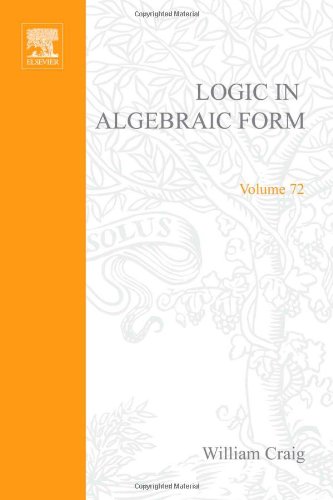 ELSEVIER
LOGIC IN
ALGEBRAIC FORM
Volume 72
SOLUS
William Craig